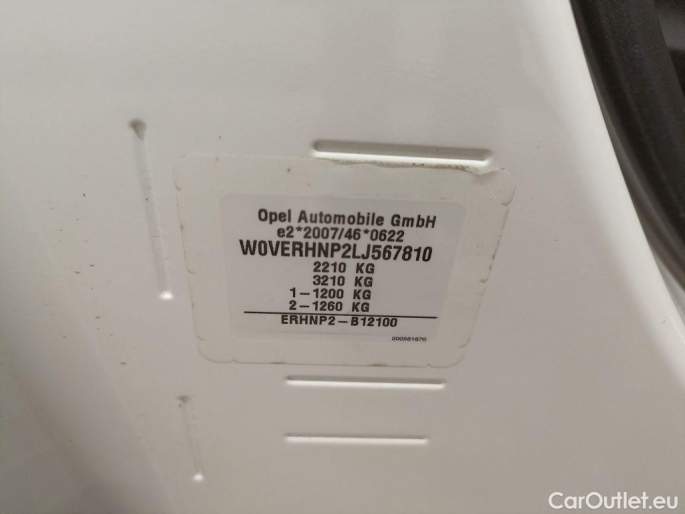 Opel Automobile GmbH
e2*2007/46*0622
W0VERHNP2LJ567810
2210 KG
3210 KG
1-1200 KG
2-1260 KG
ERHNP2-B12100
CarOutlet.eu